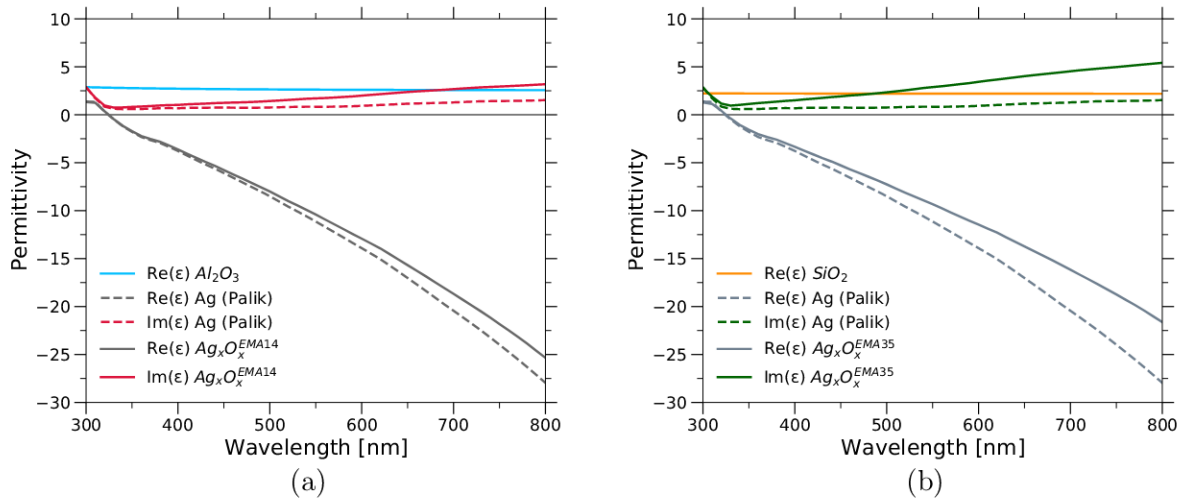 10
5
0
−5
−10
−15
−20
−25
−30
Permittivity
Re(ε) Al₂O₃
Re(ε) Ag (Palik)
Im(ε) Ag (Palik)
Re(ε) AgₓOₓᴱᴹᴬ¹⁴
Im(ε) AgₓOₓᴱᴹᴬ¹⁴
300 400 500 600 700 800
Wavelength [nm]
(a)
10
5
0
−5
−10
−15
−20
−25
−30
Permittivity
Re(ε) SiO₂
Re(ε) Ag (Palik)
Im(ε) Ag (Palik)
Re(ε) AgₓOₓᴱᴹᴬ³⁵
Im(ε) AgₓOₓᴱᴹᴬ³⁵
300 400 500 600 700 800
Wavelength [nm]
(b)